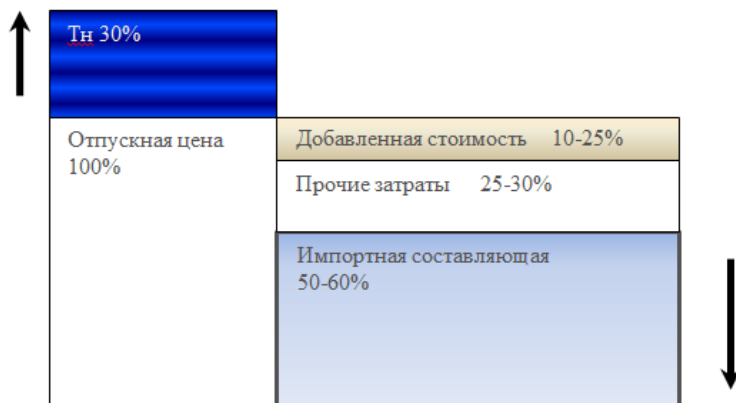 Тн 30%
Отпускная цена
100%
Добавленная стоимость 10-25%
Прочие затраты 25-30%
Импортная составляющая
50-60%